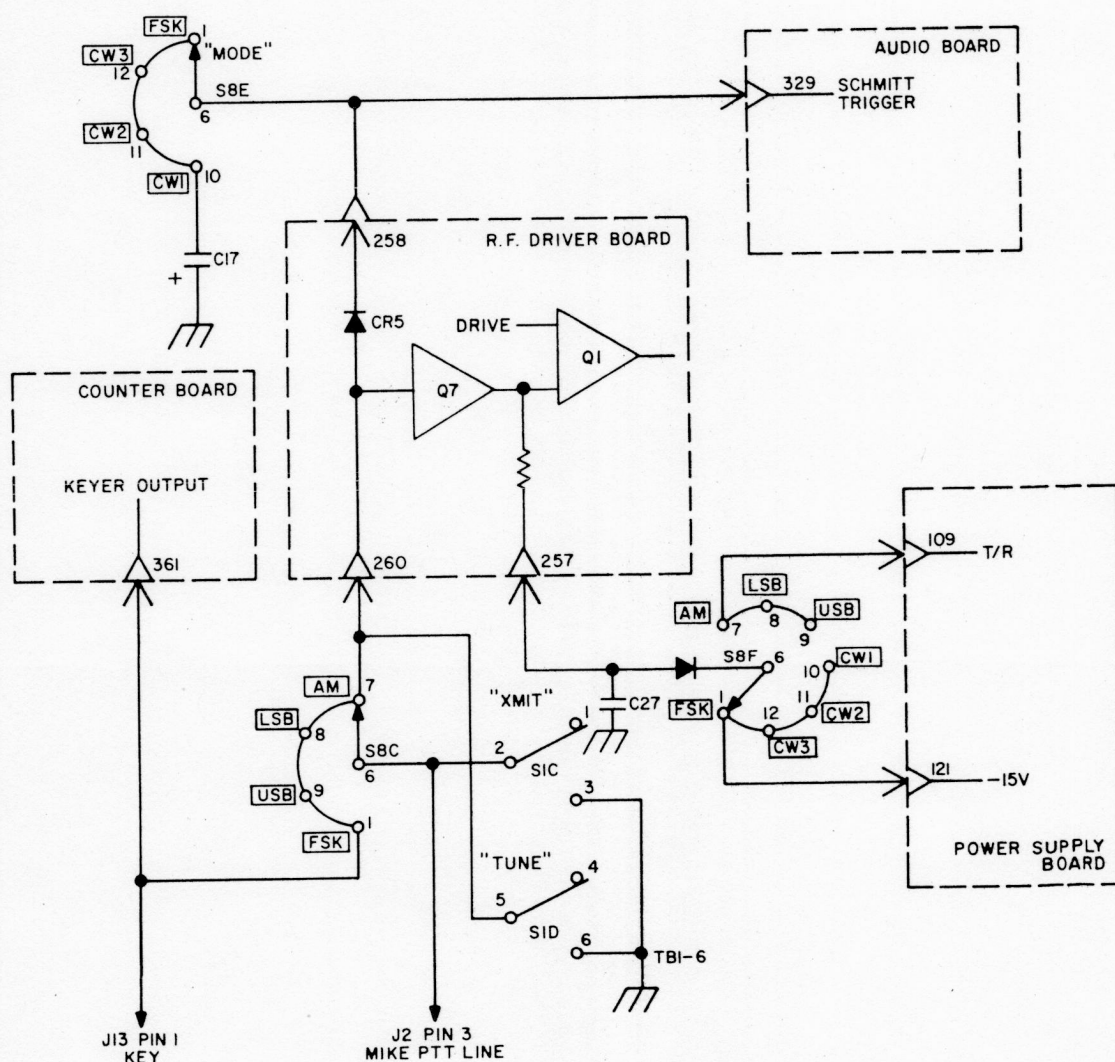 FSK
1
"MODE"
CW3
12
S8E
6
CW2
11
10
CW1
C17
+
AUDIO BOARD
329
SCHMITT
TRIGGER
258
R.F. DRIVER BOARD
CR5
DRIVE
Q1
Q7
COUNTER BOARD
KEYER OUTPUT
361
260
257
109
T/R
LSB
AM
USB
7
8
9
S8F
6
10
CW1
1
11
FSK
12
CW2
CW3
C27
121
-15V
POWER SUPPLY
BOARD
AM
7
LSB
8
S8C
6
USB
9
1
FSK
"XMIT"
1
2
S1C
3
"TUNE"
4
5
S1D
6
TB1-6
J13 PIN 1
KEY
J2 PIN 3
MIKE PTT LINE